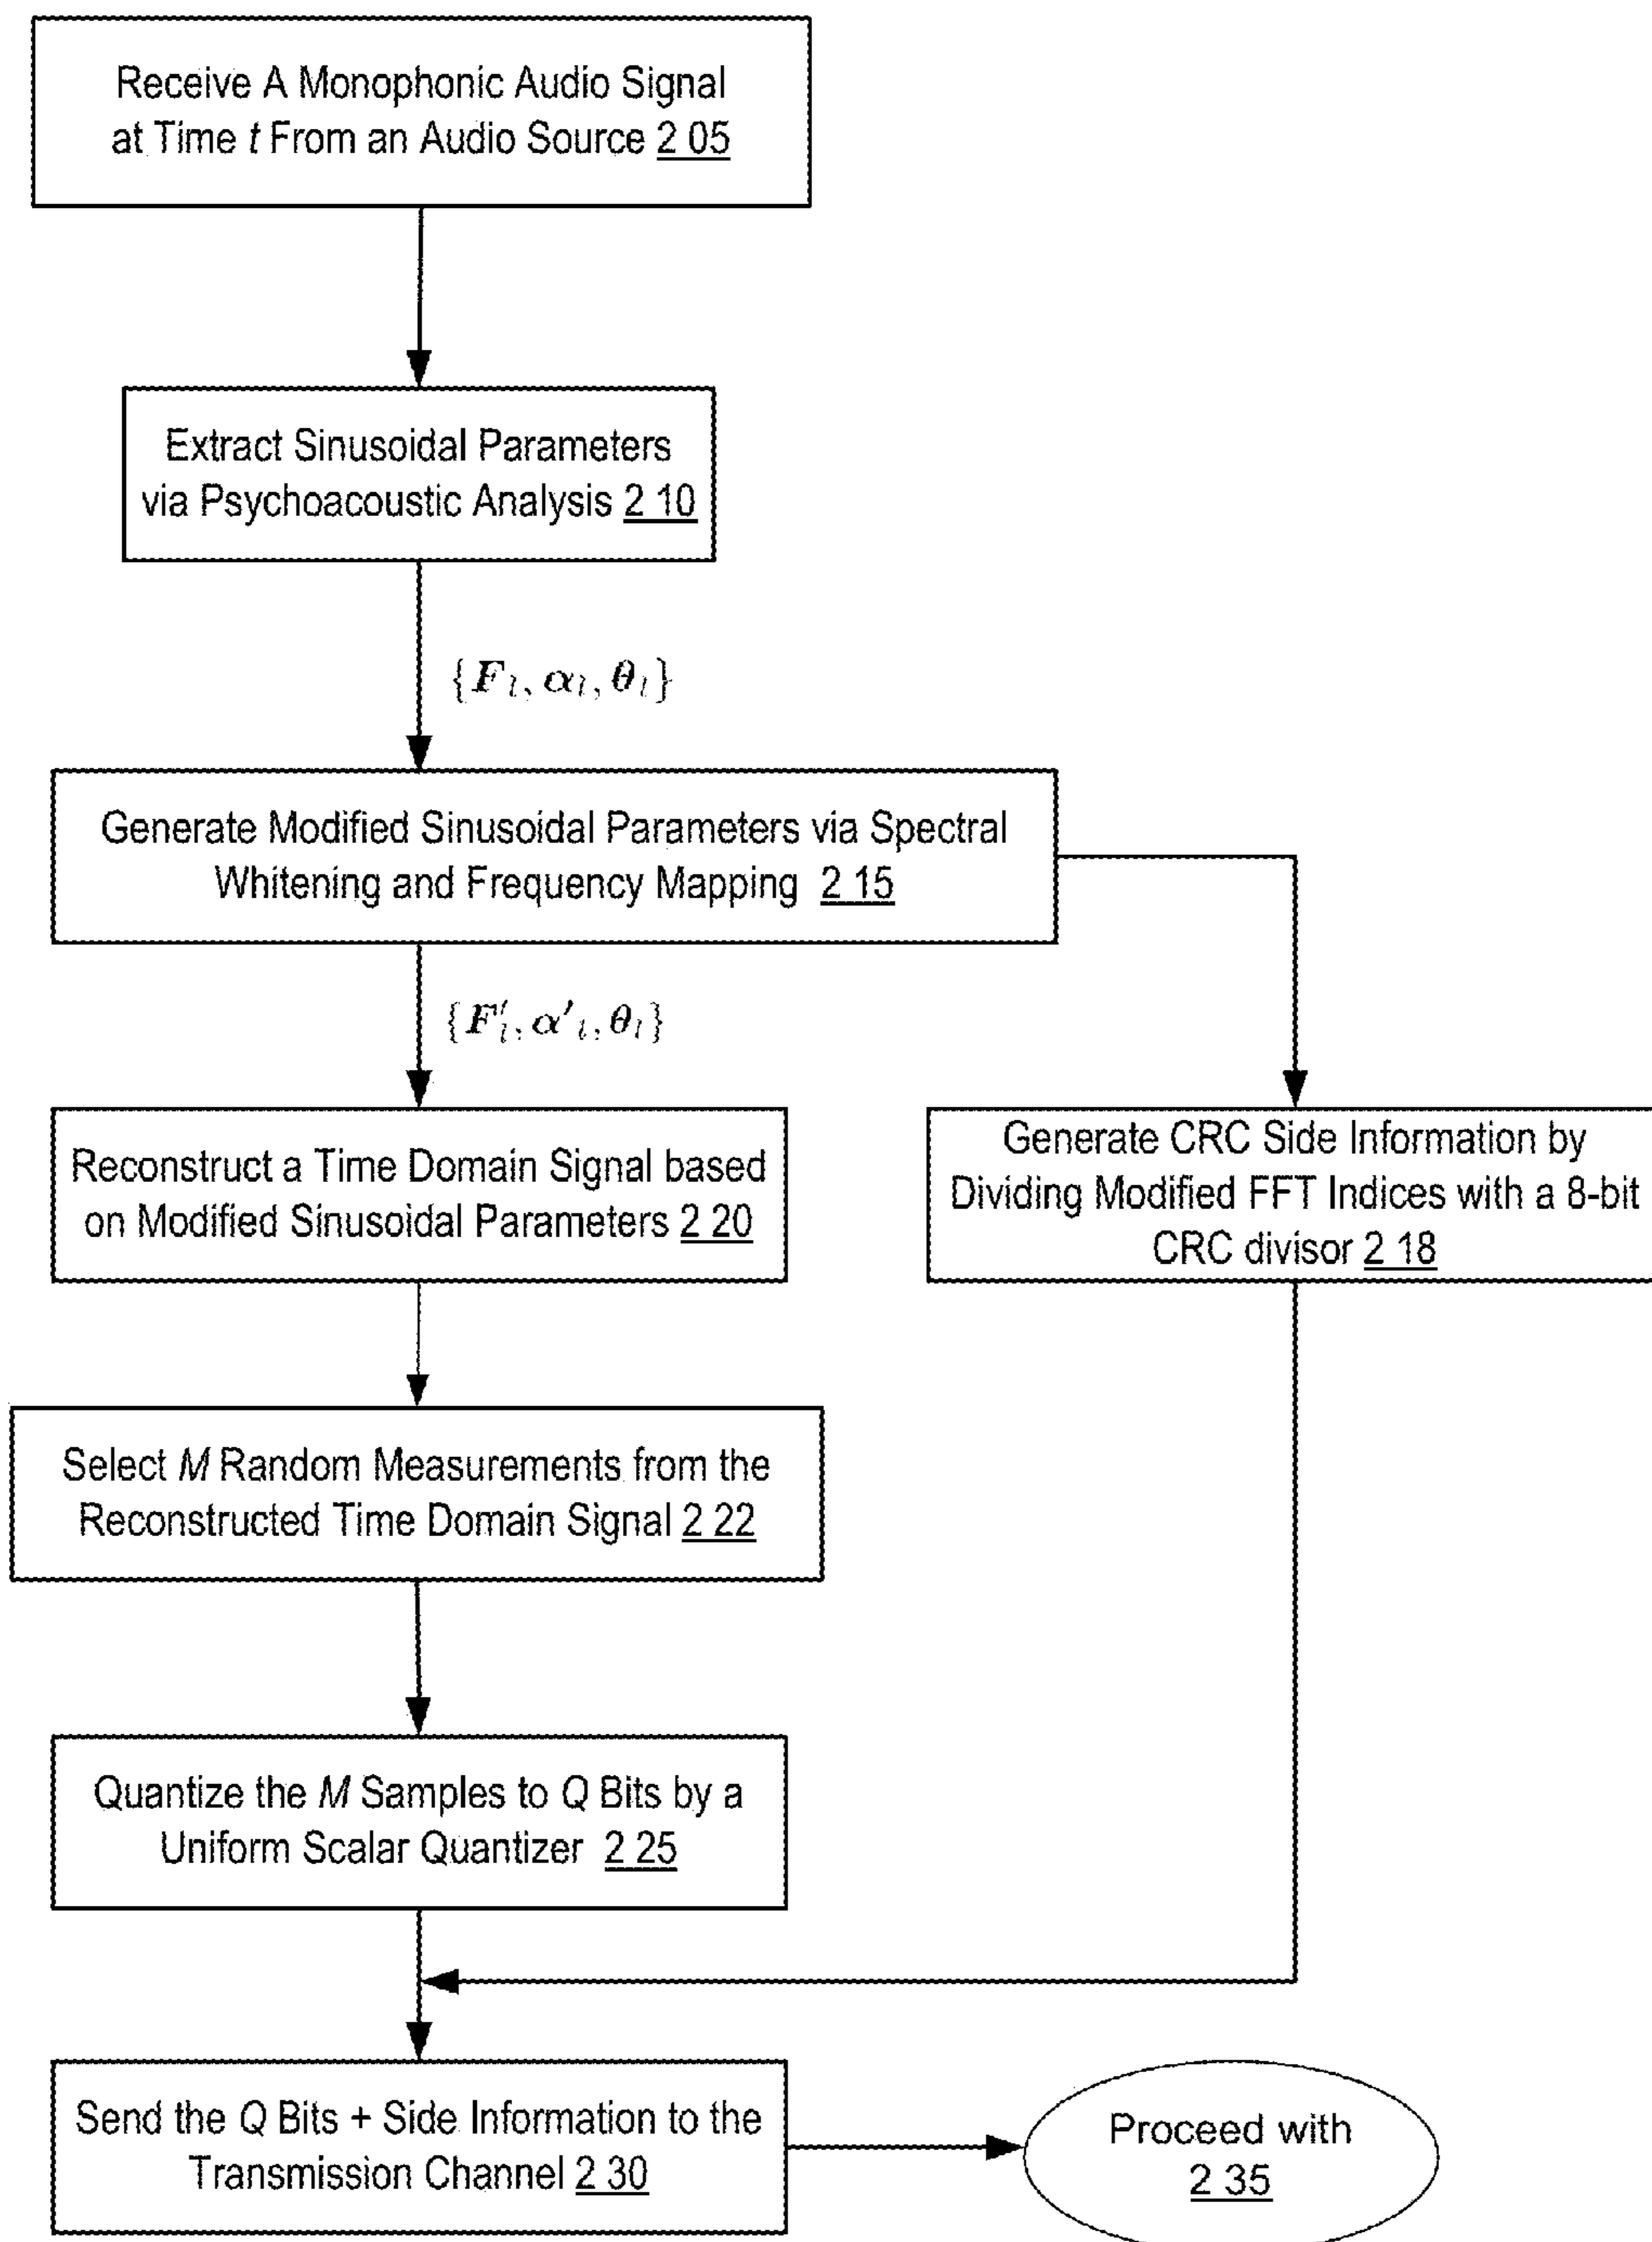 Receive A Monophonic Audio Signal
at Time t From an Audio Source 2 05
Extract Sinusoidal Parameters
via Psychoacoustic Analysis 2 10
{F_l, α_l, θ_l}
Generate Modified Sinusoidal Parameters via Spectral
Whitening and Frequency Mapping 2 15
{F'_l, α'_l, θ_l}
Reconstruct a Time Domain Signal based
on Modified Sinusoidal Parameters 2 20
Generate CRC Side Information by
Dividing Modified FFT Indices with a 8-bit
CRC divisor 2 18
Select M Random Measurements from the
Reconstructed Time Domain Signal 2 22
Quantize the M Samples to Q Bits by a
Uniform Scalar Quantizer 2 25
Send the Q Bits + Side Information to the
Transmission Channel 2 30
Proceed with
2 35